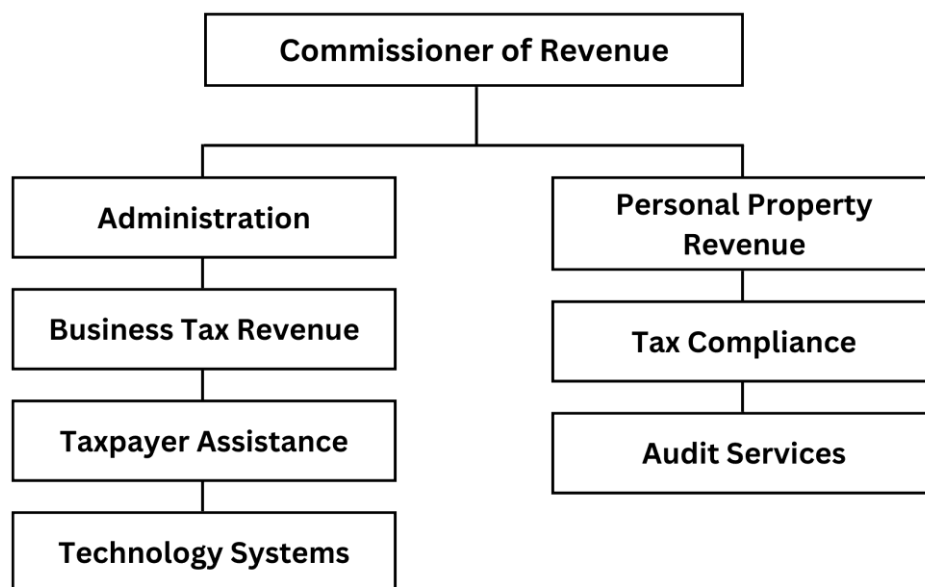 Commissioner of Revenue
Administration
Business Tax Revenue
Taxpayer Assistance
Technology Systems
Personal Property
Revenue
Tax Compliance
Audit Services